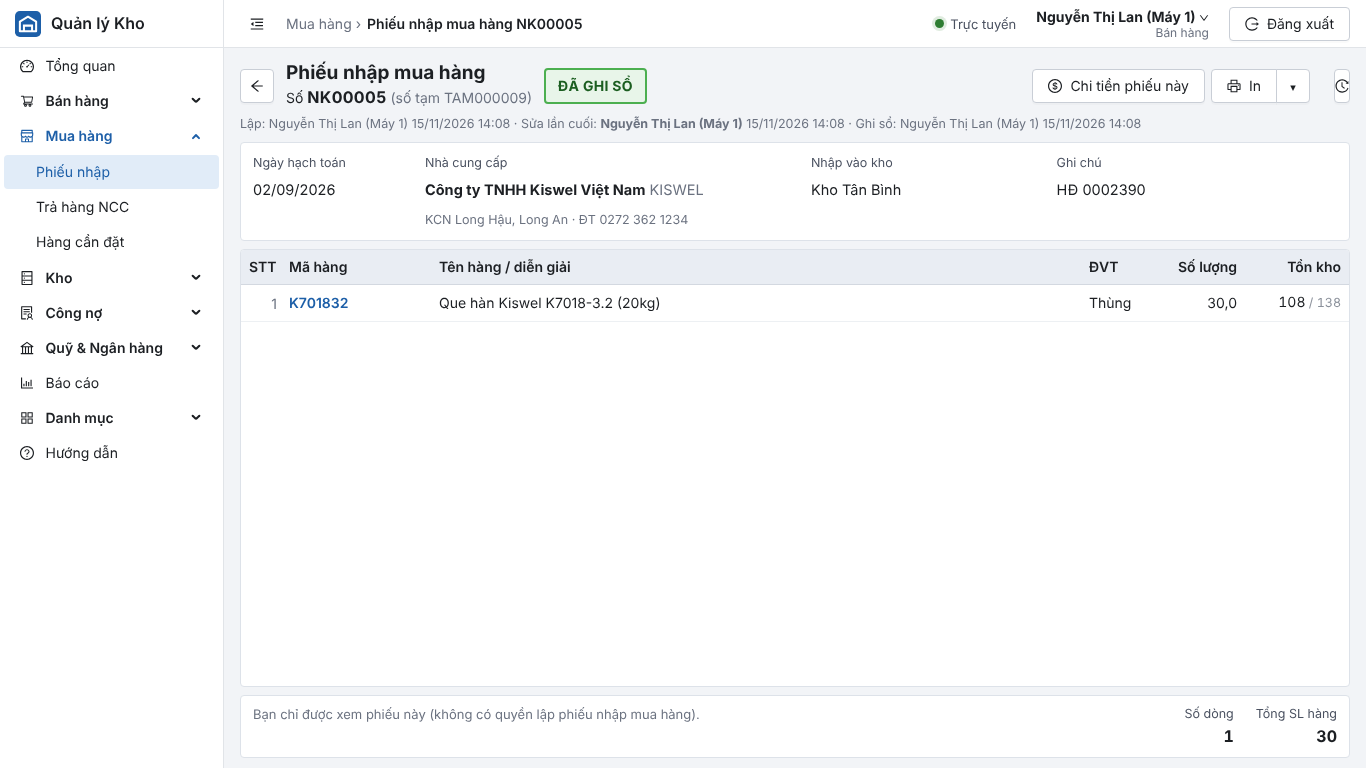 Quản lý Kho
Mua hàng › Phiếu nhập mua hàng NK00005
Trực tuyến
Nguyễn Thị Lan (Máy 1)
Bán hàng
Đăng xuất
Tổng quan
Bán hàng
Mua hàng
Phiếu nhập
Trả hàng NCC
Hàng cần đặt
Kho
Công nợ
Quỹ & Ngân hàng
Báo cáo
Danh mục
Hướng dẫn
Phiếu nhập mua hàng
Số NK00005 (số tạm TAM000009)
ĐÃ GHI SỔ
Chi tiền phiếu này
In
Lập: Nguyễn Thị Lan (Máy 1) 15/11/2026 14:08 · Sửa lần cuối: Nguyễn Thị Lan (Máy 1) 15/11/2026 14:08 · Ghi sổ: Nguyễn Thị Lan (Máy 1) 15/11/2026 14:08
Ngày hạch toán
02/09/2026
Nhà cung cấp
Công ty TNHH Kiswel Việt Nam KISWEL
KCN Long Hậu, Long An · ĐT 0272 362 1234
Nhập vào kho
Kho Tân Bình
Ghi chú
HĐ 0002390
STT Mã hàng Tên hàng / diễn giải ĐVT Số lượng Tồn kho
1 K701832 Que hàn Kiswel K7018-3.2 (20kg) Thùng 30,0 108 / 138
Bạn chỉ được xem phiếu này (không có quyền lập phiếu nhập mua hàng).
Số dòng
1
Tổng SL hàng
30